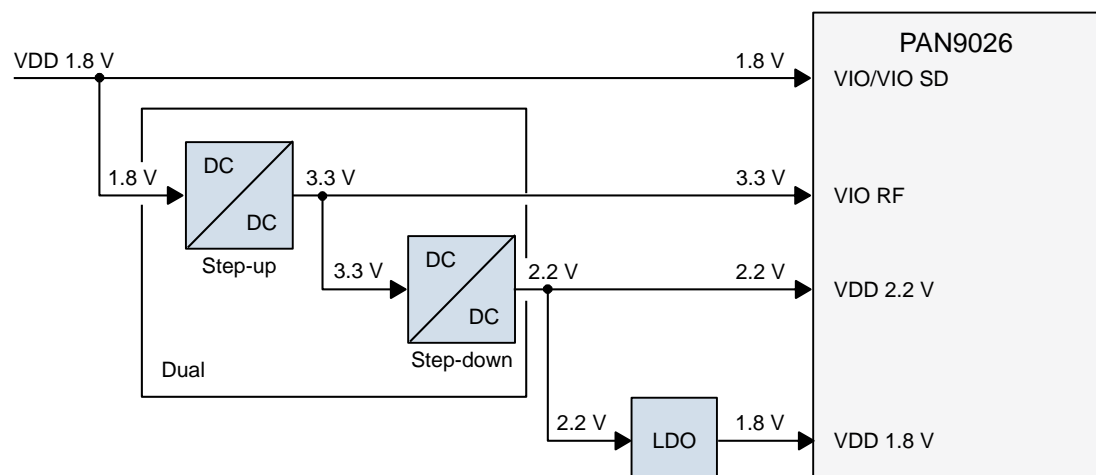 PAN9026
VDD 1.8 V
1.8 V
VIO/VIO SD
DC
DC
1.8 V
3.3 V
3.3 V
VIO RF
Step-up
DC
DC
3.3 V
2.2 V
2.2 V
VDD 2.2 V
Step-down
Dual
2.2 V
LDO
1.8 V
VDD 1.8 V